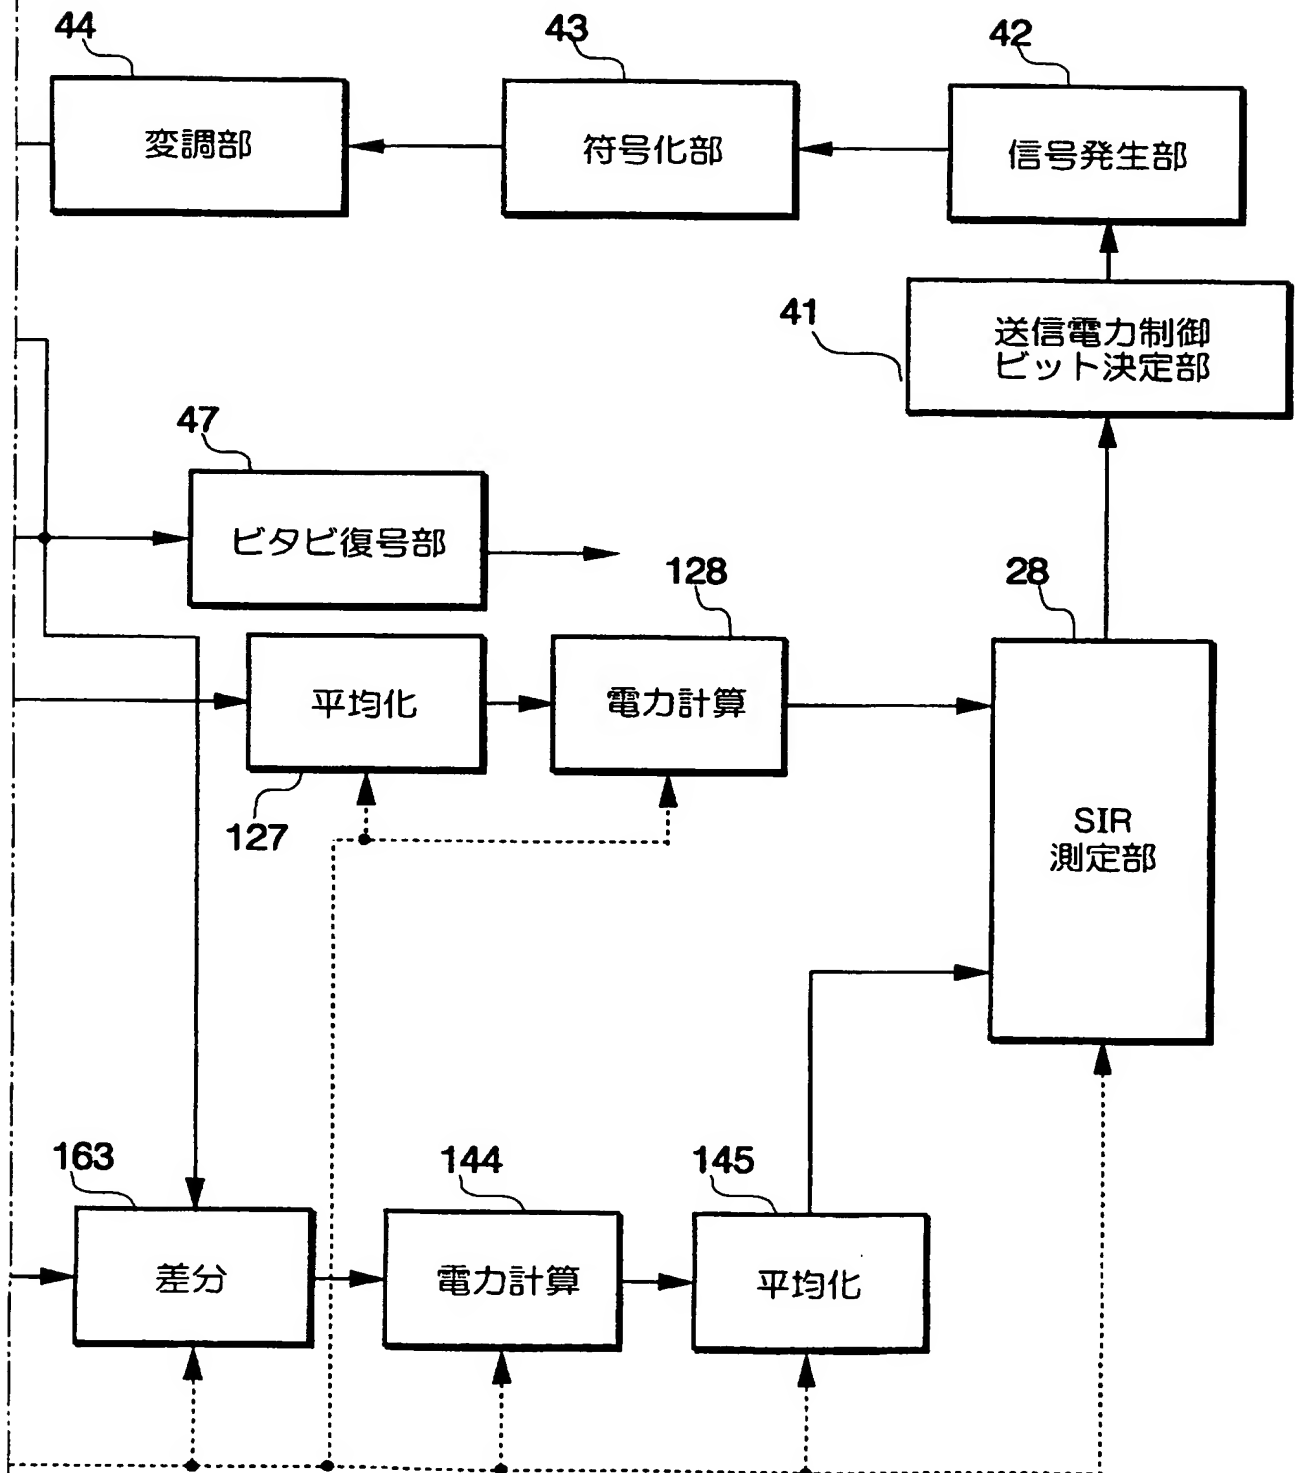 44
43
42
変調部
符号化部
信号発生部
41
送信電力制御
ビット決定部
47
ビタビ復号部
128
28
平均化
電力計算
127
SIR
測定部
163
144
145
差分
電力計算
平均化